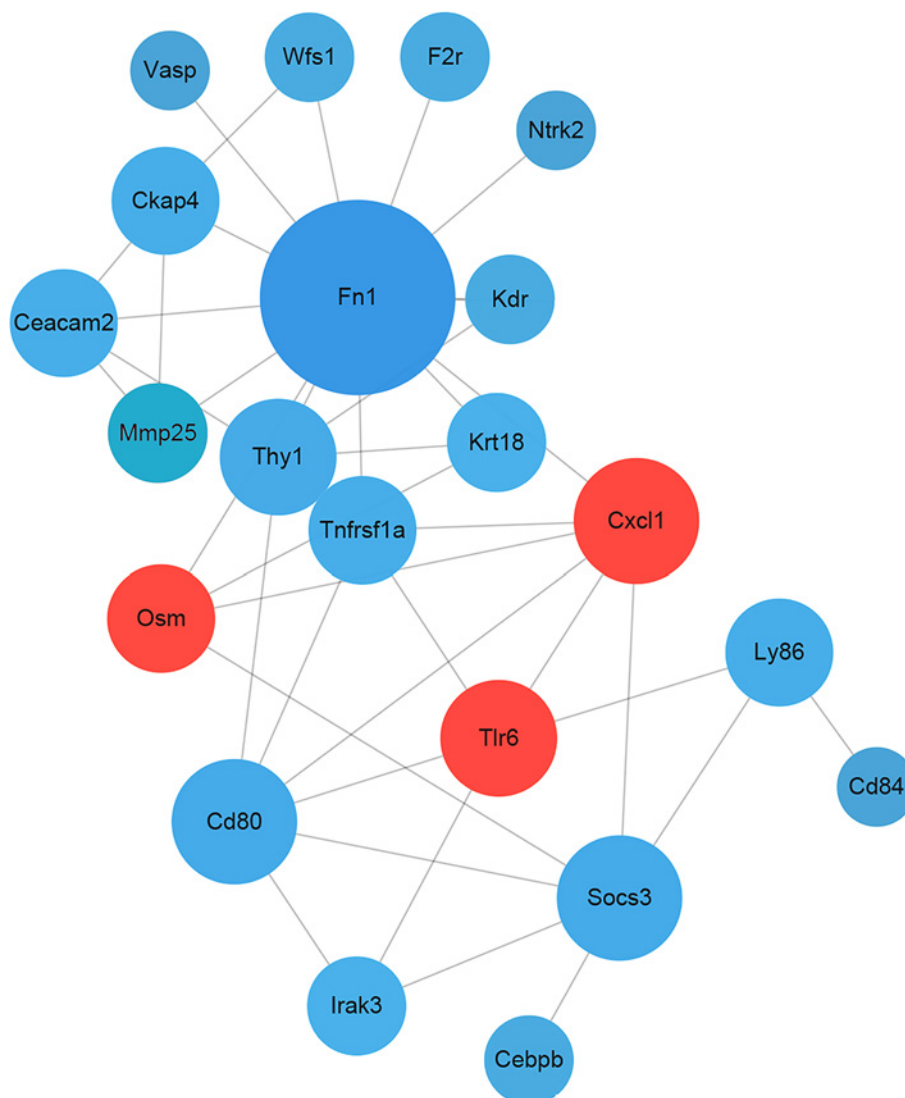 Wfs1
F2r
Vasp
Ntrk2
Ckap4
Fn1
Kdr
Ceacam2
Mmp25
Krt18
Thy1
Cxcl1
Tnfrsf1a
Osm
Ly86
Tlr6
Cd84
Cd80
Socs3
Irak3
Cebpb